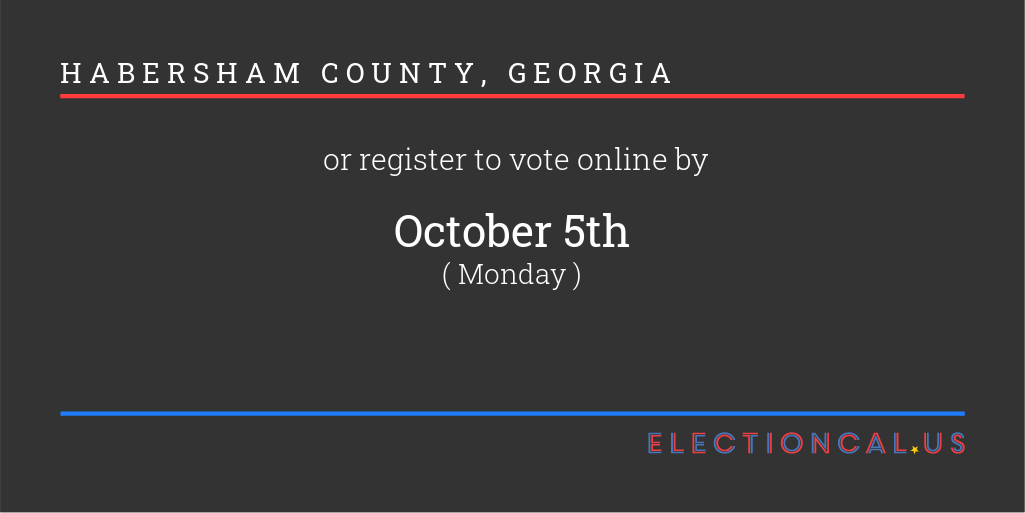 HABERSHAM COUNTY, GEORGIA
or register to vote online by
October 5th
( Monday )
ELECTIONCAL.US